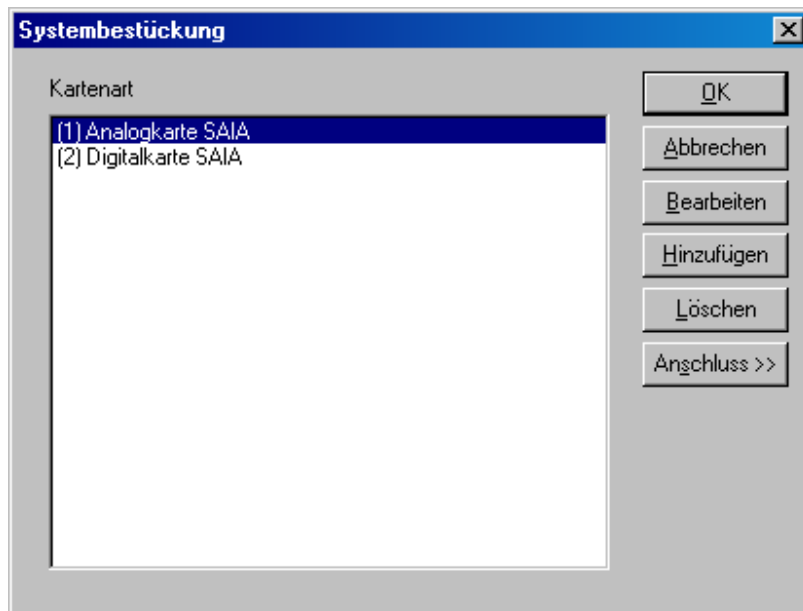 Systembestückung
Kartenart
(1) Analogkarte SAIA
(2) Digitalkarte SAIA
OK
Abbrechen
Bearbeiten
Hinzufügen
Löschen
Anschluss >>